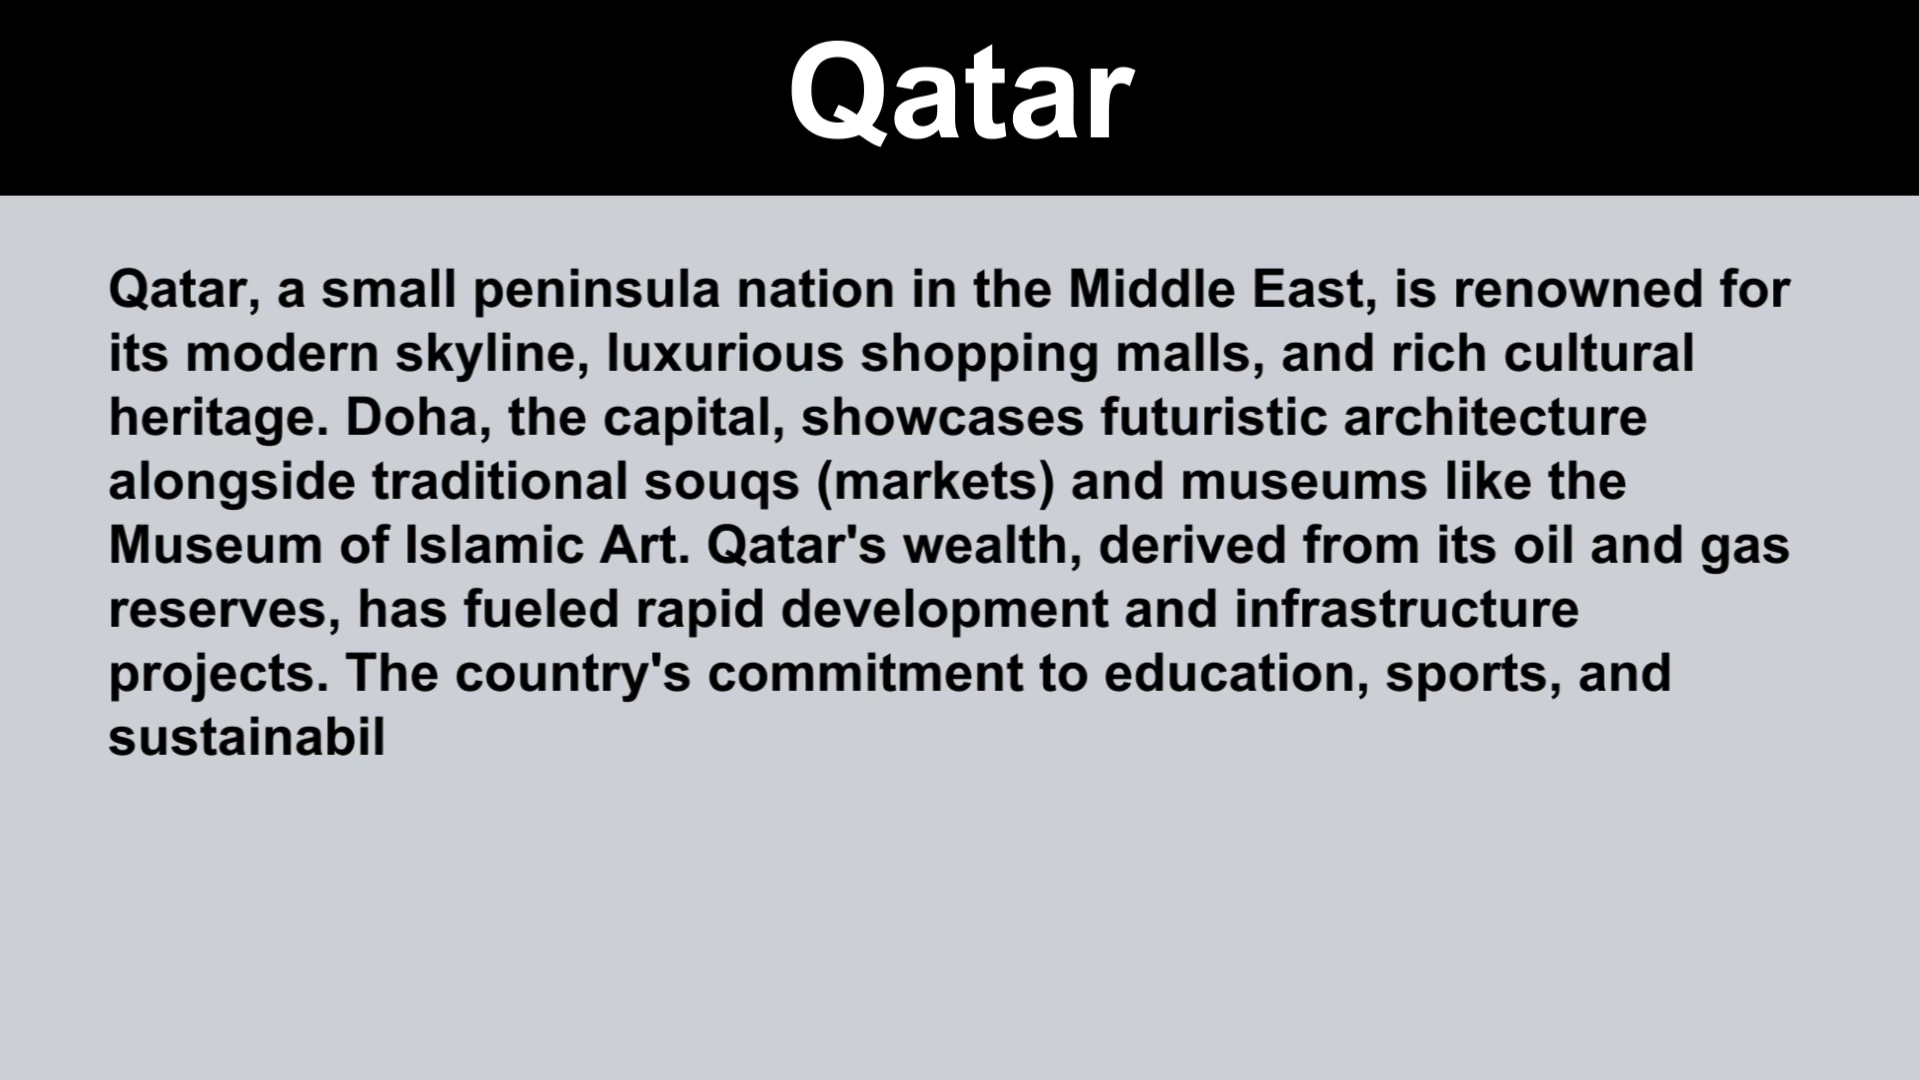 Qatar
Qatar, a small peninsula nation in the Middle East, is renowned for
its modern skyline, luxurious shopping malls, and rich cultural
heritage. Doha, the capital, showcases futuristic architecture
alongside traditional souqs (markets) and museums like the
Museum of Islamic Art. Qatar's wealth, derived from its oil and gas
reserves, has fueled rapid development and infrastructure
projects. The country's commitment to education, sports, and
sustainabil